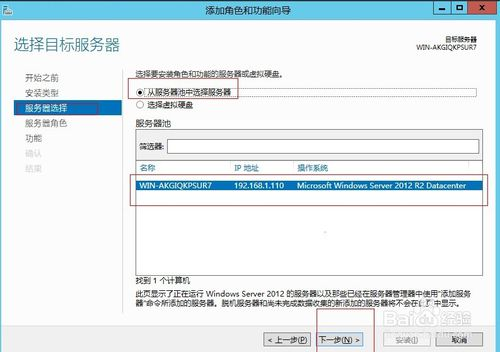 添加角色和功能向导
选择目标服务器
目标服务器
WIN-AKGIQKPSUR7
开始之前
安装类型
服务器选择
服务器角色
功能
确认
结果
选择要安装角色和功能的服务器或虚拟硬盘。
从服务器池中选择服务器
选择虚拟硬盘
服务器池
筛选器:
名称 IP 地址 操作系统
WIN-AKGIQKPSUR7 192.168.1.110 Microsoft Windows Server 2012 R2 Datacenter
找到 1 个计算机
此页显示了正在运行 Windows Server 2012 的服务器以及那些已经在服务器管理器中使用"添加服务
器"命令所添加的服务器。脱机服务器和尚未完成数据收集的新添加的服务器将不会在此页中显示。
< 上一步(P) 下一步(N) > 安装(I) 取消
Baidu 经验